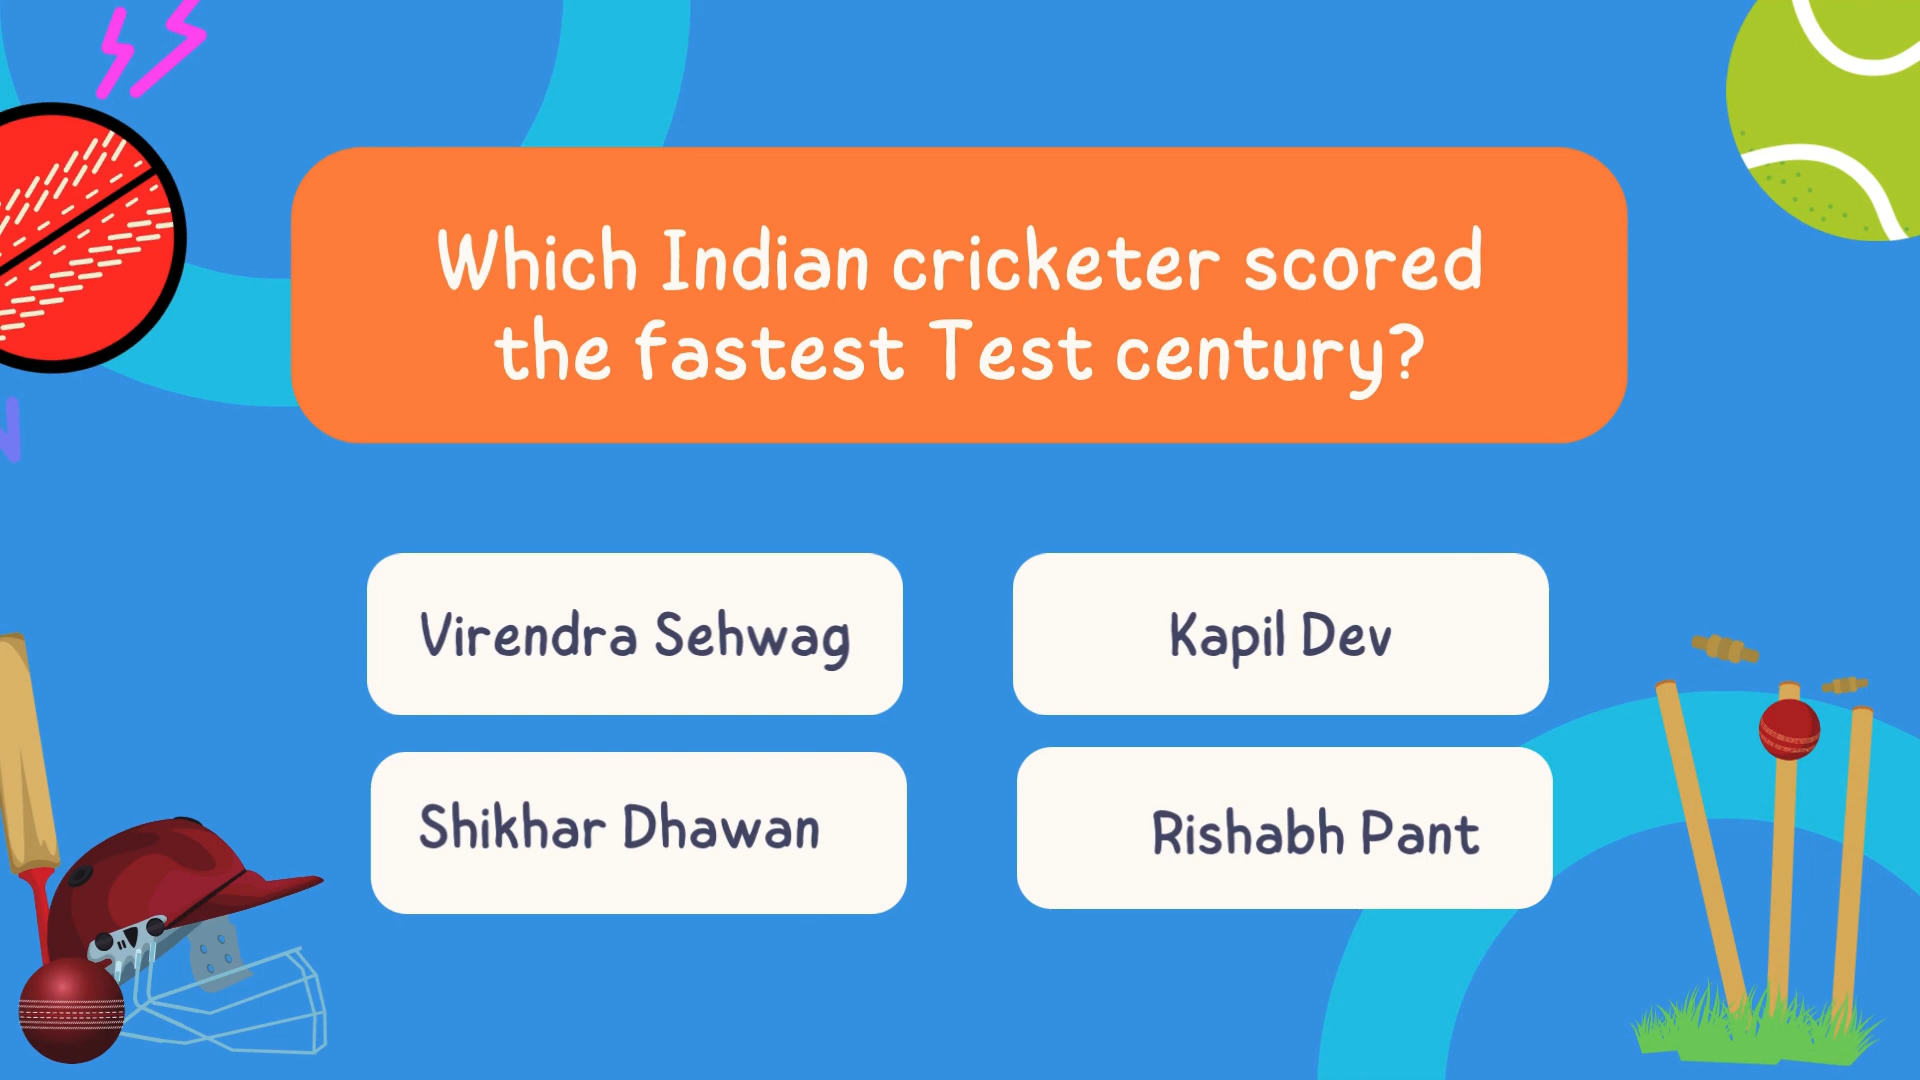 Which Indian cricketer scored
the fastest Test century?
Virendra Sehwag
Kapil Dev
Shikhar Dhawan
Rishabh Pant